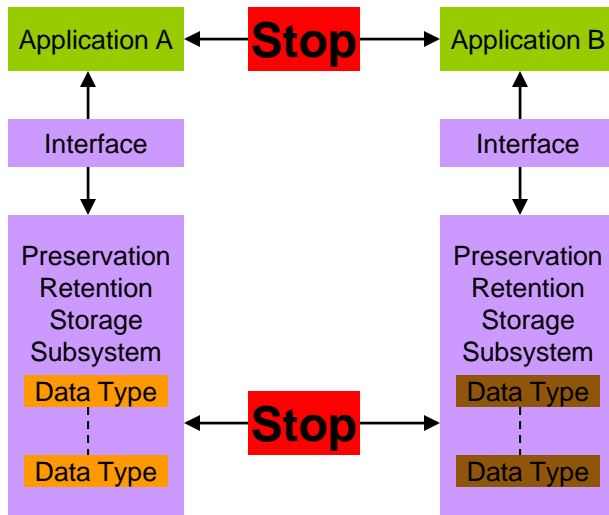 Application A
Stop
Application B
Interface
Interface
Preservation
Retention
Storage
Subsystem
Data Type
Data Type
Preservation
Retention
Storage
Subsystem
Data Type
Data Type
Stop